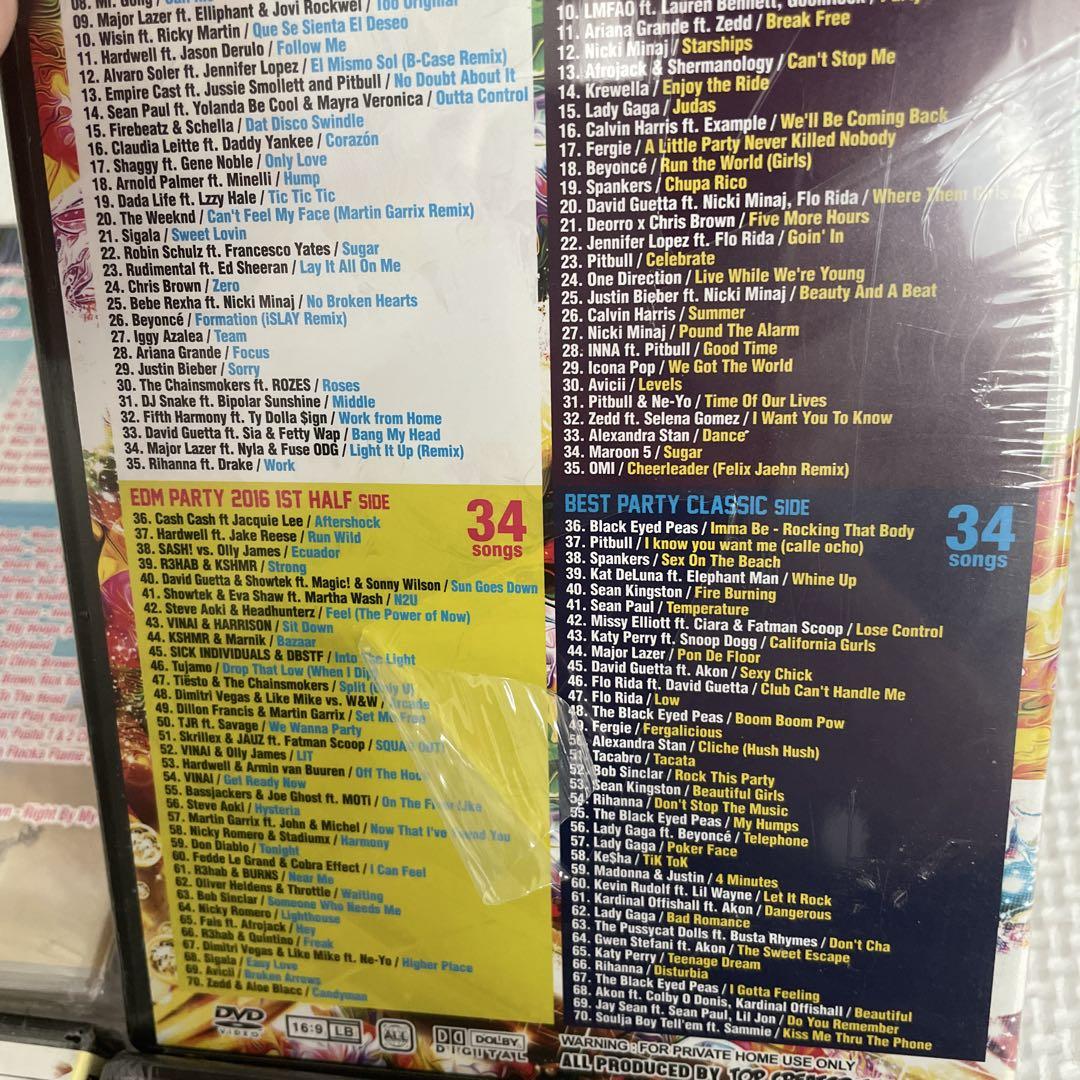 08. Mr. Gong /
09. Major Lazer ft. Elliphant & Jovi Rockwel / Too Original
10. Wisin ft. Ricky Martin / Que Se Sienta El Deseo
11. Hardwell ft. Jason Derulo / Follow Me
12. Alvaro Soler ft. Jennifer Lopez / El Mismo Sol (B-Case Remix)
13. Empire Cast ft. Jussie Smollett and Pitbull / No Doubt About It
14. Sean Paul ft. Yolanda Be Cool & Mayra Veronica / Outta Control
15. Firebeatz & Schella / Dat Disco Swindle
16. Claudia Leitte ft. Daddy Yankee / Corazón
17. Shaggy ft. Gene Noble / Only Love
18. Arnold Palmer ft. Minelli / Hump
19. Dada Life ft. Lzzy Hale / Tic Tic Tic
20. The Weeknd / Can't Feel My Face (Martin Garrix Remix)
21. Sigala / Sweet Lovin
22. Robin Schulz ft. Francesco Yates / Sugar
23. Rudimental ft. Ed Sheeran / Lay It All On Me
24. Chris Brown / Zero
25. Bebe Rexha ft. Nicki Minaj / No Broken Hearts
26. Beyoncé / Formation (iSLAY Remix)
27. Iggy Azalea / Team
28. Ariana Grande / Focus
29. Justin Bieber / Sorry
30. The Chainsmokers ft. ROZES / Roses
31. DJ Snake ft. Bipolar Sunshine / Middle
32. Fifth Harmony ft. Ty Dolla $ign / Work from Home
33. David Guetta ft. Sia & Fetty Wap / Bang My Head
34. Major Lazer ft. Nyla & Fuse ODG / Light It Up (Remix)
35. Rihanna ft. Drake / Work
EDM PARTY 2016 1ST HALF SIDE
34
songs
36. Cash Cash ft Jacquie Lee / Aftershock
37. Hardwell ft. Jake Reese / Run Wild
38. SASH! vs. Olly James / Ecuador
39. R3HAB & KSHMR / Strong
40. David Guetta & Showtek ft. Magic! & Sonny Wilson / Sun Goes Down
41. Showtek & Eva Shaw ft. Martha Wash / N2U
42. Steve Aoki & Headhunterz / Feel (The Power of Now)
43. VINAI & HARRISON / Sit Down
44. KSHMR & Marnik / Bazaar
45. SICK INDIVIDUALS & DBSTF / Into The Light
46. Tujamo / Drop That Low (When I Dip)
47. Tiësto & The Chainsmokers / Split (Only U)
48. Dimitri Vegas & Like Mike vs. W&W / Arcade
49. Dillon Francis & Martin Garrix / Set Me Free
50. TJR ft. Savage / We Wanna Party
51. Skrillex & JAUZ ft. Fatman Scoop / SQUAD OUT!
52. VINAI & Olly James / LIT
53. Hardwell & Armin van Buuren / Off The Hook
54. VINAI / Get Ready Now
55. Bassjackers & Joe Ghost ft. MOTi / On The Floor Like
56. Steve Aoki / Hysteria
57. Martin Garrix ft. John & Michel / Now That I've Found You
58. Nicky Romero & Stadiumx / Harmony
59. Don Diablo / Tonight
60. Fedde Le Grand & Cobra Effect / I Can Feel
61. R3hab & BURNS / Near Me
62. Oliver Heldens & Throttle / Waiting
63. Bob Sinclar / Someone Who Needs Me
64. Nicky Romero / Lighthouse
65. Fais ft. Afrojack / Hey
66. R3hab & Quintino / Freak
67. Dimitri Vegas & Like Mike ft. Ne-Yo / Higher Place
68. Sigala / Easy Love
69. Avicii / Broken Arrows
70. Zedd & Aloe Blacc / Candyman
DVD
VIDEO
16:9 LB
ALL
DOLBY
DIGITAL
10. LMFAO ft. Lauren Bennett, GoonRock /
11. Ariana Grande ft. Zedd / Break Free
12. Nicki Minaj / Starships
13. Afrojack & Shermanology / Can't Stop Me
14. Krewella / Enjoy the Ride
15. Lady Gaga / Judas
16. Calvin Harris ft. Example / We'll Be Coming Back
17. Fergie / A Little Party Never Killed Nobody
18. Beyoncé / Run the World (Girls)
19. Spankers / Chupa Rico
20. David Guetta ft. Nicki Minaj, Flo Rida / Where Them Girls
21. Deorro x Chris Brown / Five More Hours
22. Jennifer Lopez ft. Flo Rida / Goin' In
23. Pitbull / Celebrate
24. One Direction / Live While We're Young
25. Justin Bieber ft. Nicki Minaj / Beauty And A Beat
26. Calvin Harris / Summer
27. Nicki Minaj / Pound The Alarm
28. INNA ft. Pitbull / Good Time
29. Icona Pop / We Got The World
30. Avicii / Levels
31. Pitbull & Ne-Yo / Time Of Our Lives
32. Zedd ft. Selena Gomez / I Want You To Know
33. Alexandra Stan / Dance
34. Maroon 5 / Sugar
35. OMI / Cheerleader (Felix Jaehn Remix)
BEST PARTY CLASSIC SIDE
34
songs
36. Black Eyed Peas / Imma Be - Rocking That Body
37. Pitbull / I know you want me (calle ocho)
38. Spankers / Sex On The Beach
39. Kat DeLuna ft. Elephant Man / Whine Up
40. Sean Kingston / Fire Burning
41. Sean Paul / Temperature
42. Missy Elliott ft. Ciara & Fatman Scoop / Lose Control
43. Katy Perry ft. Snoop Dogg / California Gurls
44. Major Lazer / Pon De Floor
45. David Guetta ft. Akon / Sexy Chick
46. Flo Rida ft. David Guetta / Club Can't Handle Me
47. Flo Rida / Low
48. The Black Eyed Peas / Boom Boom Pow
49. Fergie / Fergalicious
50. Alexandra Stan / Cliche (Hush Hush)
51. Tacabro / Tacata
52. Bob Sinclar / Rock This Party
53. Sean Kingston / Beautiful Girls
54. Rihanna / Don't Stop The Music
55. The Black Eyed Peas / My Humps
56. Lady Gaga ft. Beyoncé / Telephone
57. Lady Gaga / Poker Face
58. Ke$ha / TiK ToK
59. Madonna & Justin / 4 Minutes
60. Kevin Rudolf ft. Lil Wayne / Let It Rock
61. Kardinal Offishall ft. Akon / Dangerous
62. Lady Gaga / Bad Romance
63. The Pussycat Dolls ft. Busta Rhymes / Don't Cha
64. Gwen Stefani ft. Akon / The Sweet Escape
65. Katy Perry / Teenage Dream
66. Rihanna / Disturbia
67. The Black Eyed Peas / I Gotta Feeling
68. Akon ft. Colby O Donis, Kardinal Offishall / Beautiful
69. Jay Sean ft. Sean Paul, Lil Jon / Do You Remember
70. Soulja Boy Tell'em ft. Sammie / Kiss Me Thru The Phone
WARNING : FOR PRIVATE HOME USE ONLY
ALL PRODUCED BY TOP